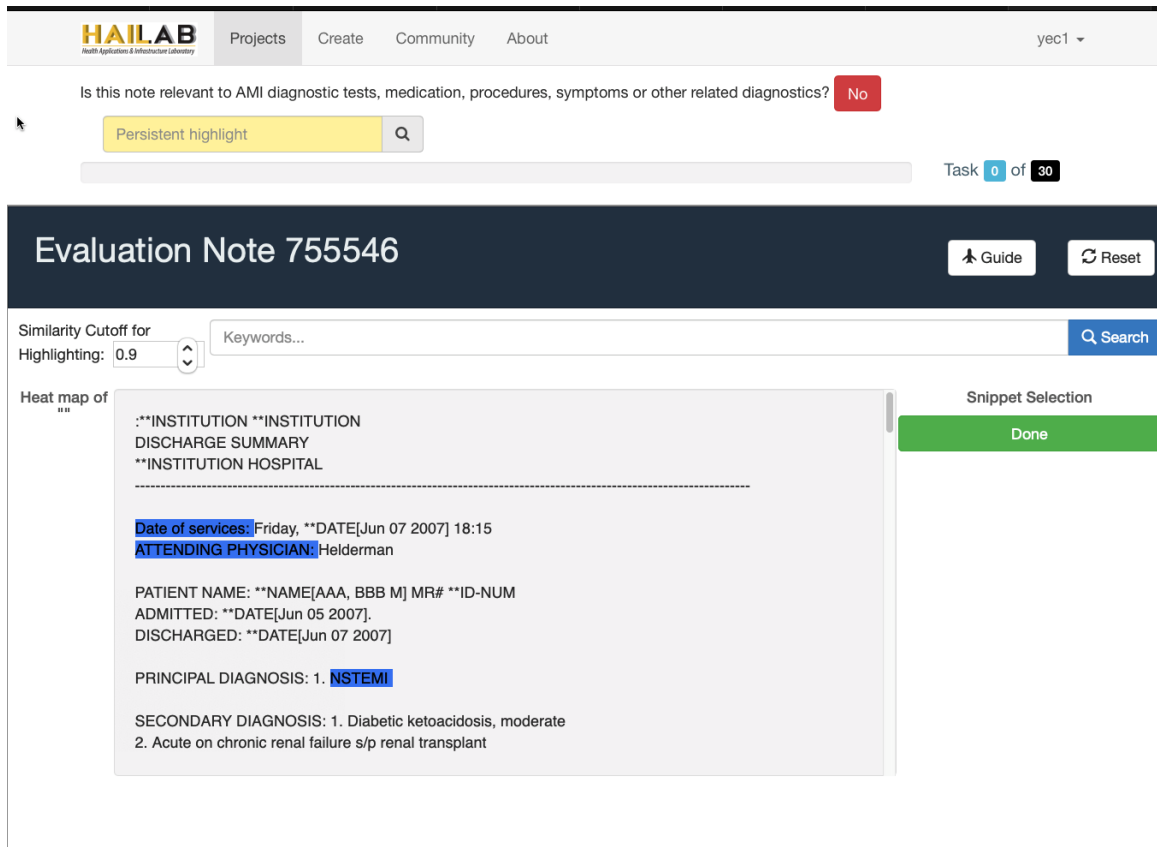 HAILAB
Health Applications & Infrastructure Laboratory
Projects Create Community About yec1
Is this note relevant to AMI diagnostic tests, medication, procedures, symptoms or other related diagnostics? No
Persistent highlight
Task 0 of 30
Evaluation Note 755546
Guide Reset
Similarity Cutoff for
Highlighting: 0.9
Keywords...
Search
Heat map of
""
Snippet Selection
Done
:**INSTITUTION **INSTITUTION
DISCHARGE SUMMARY
**INSTITUTION HOSPITAL
------------------------------------------------------------------------------------------------------------------------
Date of services: Friday, **DATE[Jun 07 2007] 18:15
ATTENDING PHYSICIAN: Helderman
PATIENT NAME: **NAME[AAA, BBB M] MR# **ID-NUM
ADMITTED: **DATE[Jun 05 2007].
DISCHARGED: **DATE[Jun 07 2007]
PRINCIPAL DIAGNOSIS: 1. NSTEMI
SECONDARY DIAGNOSIS: 1. Diabetic ketoacidosis, moderate
2. Acute on chronic renal failure s/p renal transplant